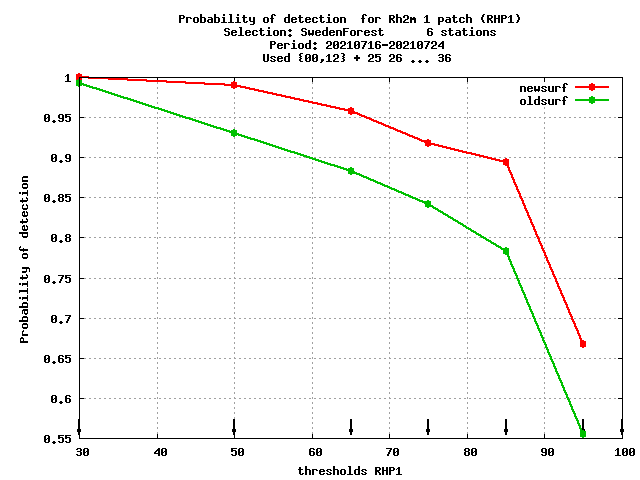 Probability of detection  for Rh2m 1 patch (RHP1)
Selection: SwedenForest      6 stations
Period: 20210716-20210724
Used {00,12} + 25 26 ... 36
newsurf
oldsurf
Probability of detection
1
0.95
0.9
0.85
0.8
0.75
0.7
0.65
0.6
0.55
30 40 50 60 70 80 90 100
thresholds RHP1